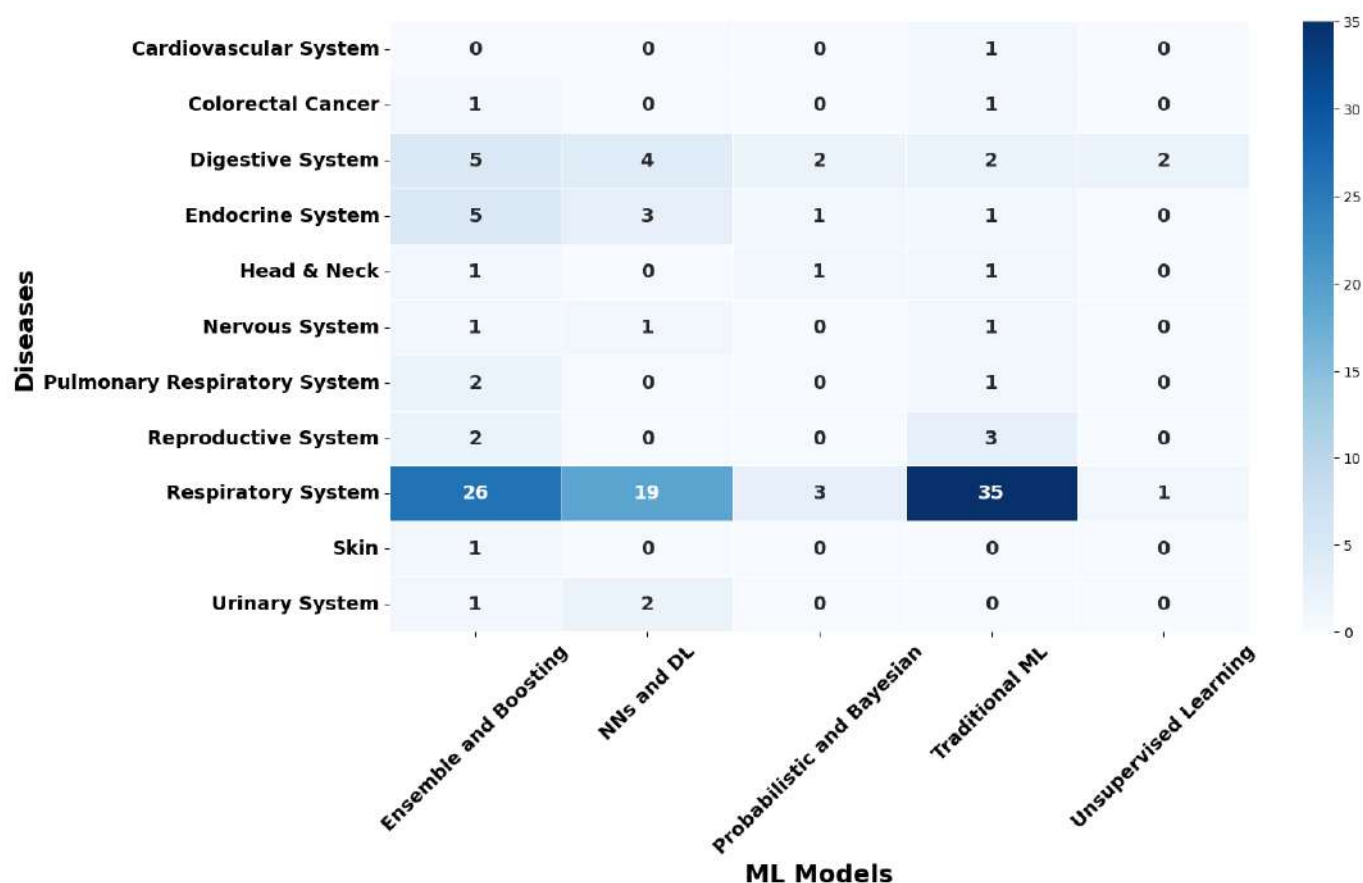 Diseases
Cardiovascular System 0 0 0 1 0
Colorectal Cancer 1 0 0 1 0
Digestive System 5 4 2 2 2
Endocrine System 5 3 1 1 0
Head & Neck 1 0 1 1 0
Nervous System 1 1 0 1 0
Pulmonary Respiratory System 2 0 0 1 0
Reproductive System 2 0 0 3 0
Respiratory System 26 19 3 35 1
Skin 1 0 0 0 0
Urinary System 1 2 0 0 0
Ensemble and Boosting
NNs and DL
Probabilistic and Bayesian
Traditional ML
Unsupervised Learning
ML Models
35
30
25
20
15
10
5
0